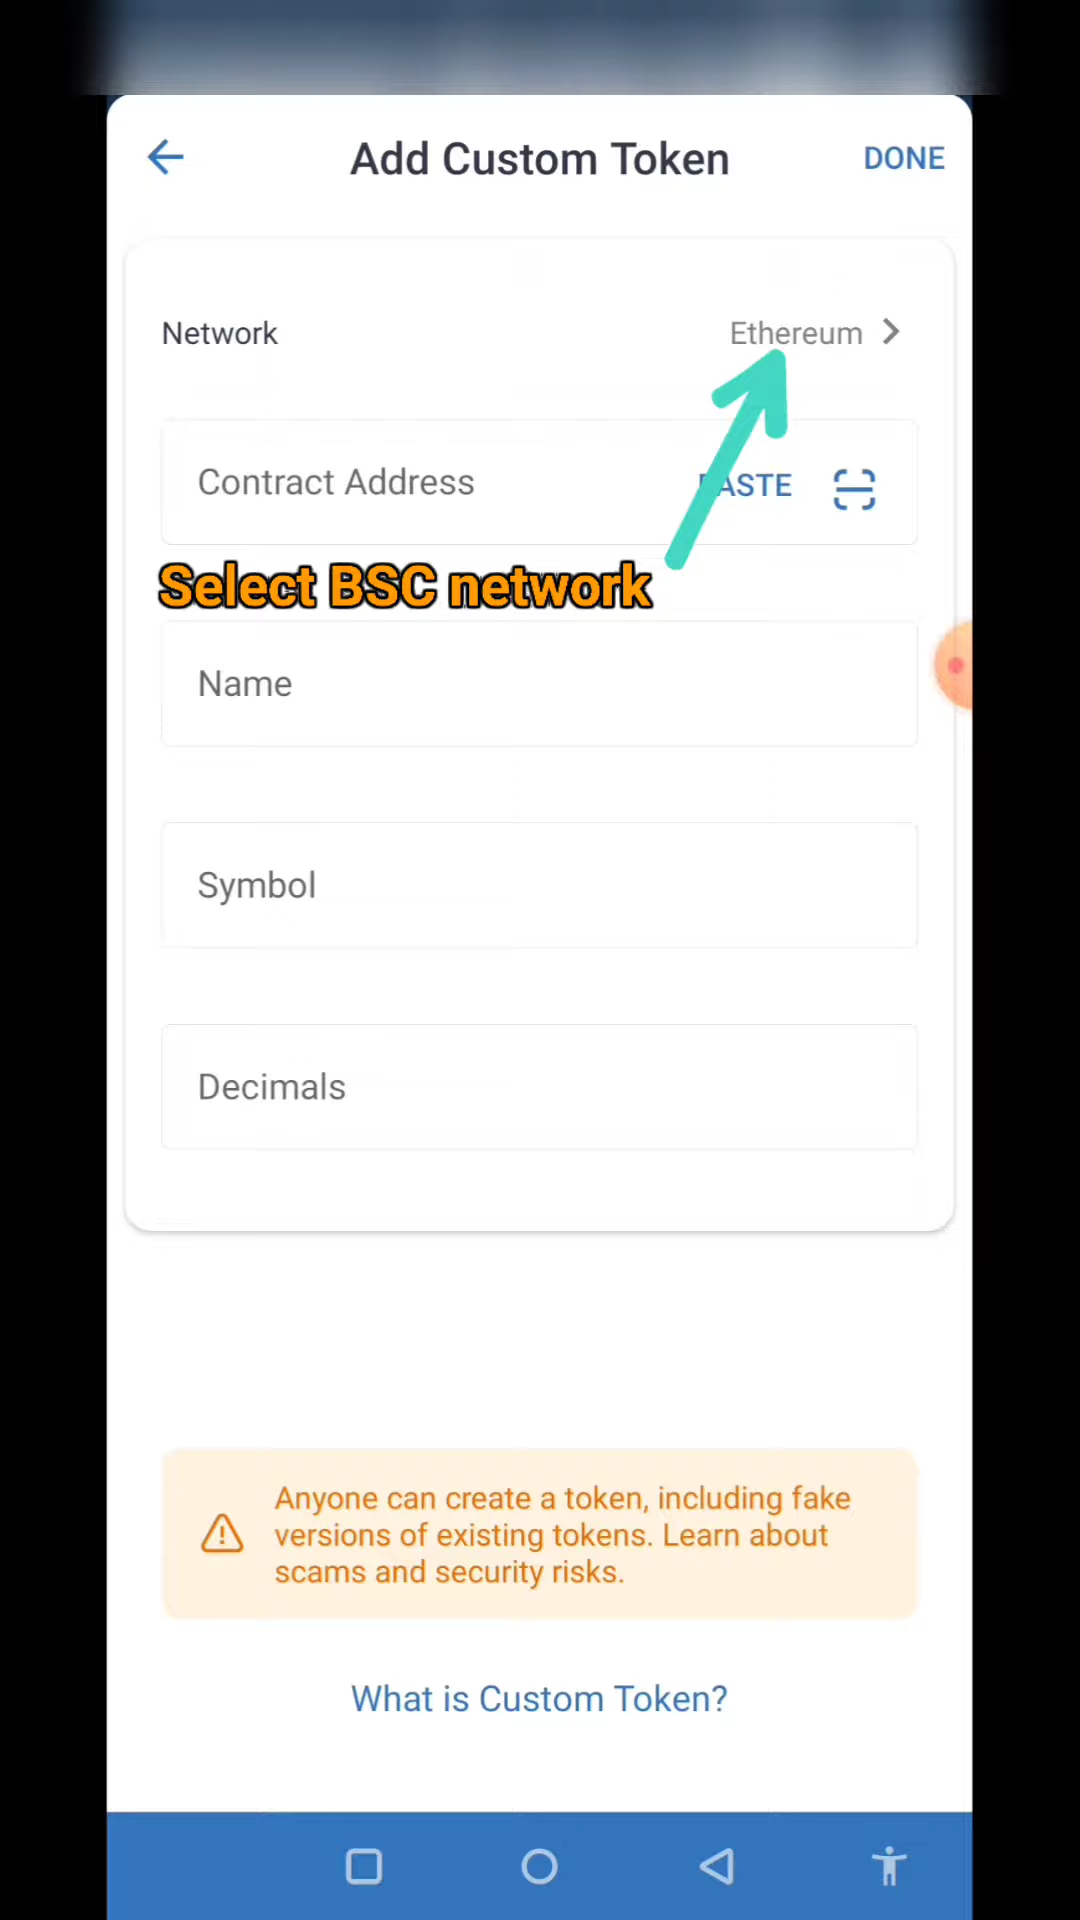 Add Custom Token
DONE
Network
Ethereum
Contract Address
PASTE
Select BSC network
Name
Symbol
Decimals
Anyone can create a token, including fake
versions of existing tokens. Learn about
scams and security risks.
What is Custom Token?